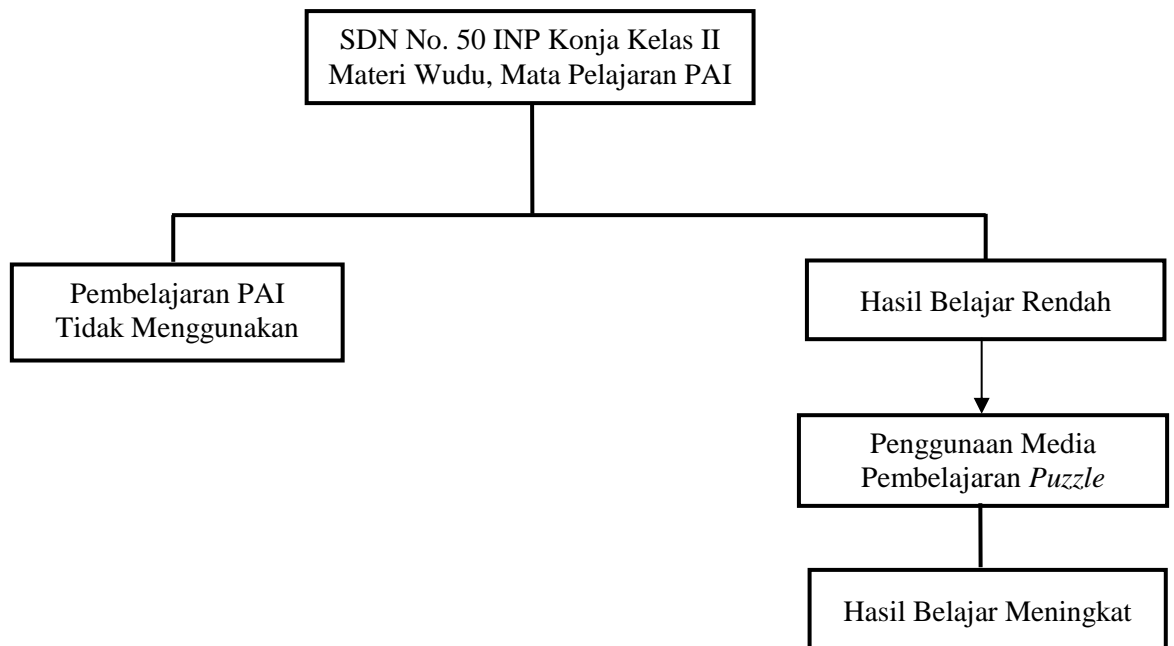 SDN No. 50 INP Konja Kelas II
Materi Wudu, Mata Pelajaran PAI
Pembelajaran PAI
Tidak Menggunakan
Hasil Belajar Rendah
Penggunaan Media
Pembelajaran Puzzle
Hasil Belajar Meningkat